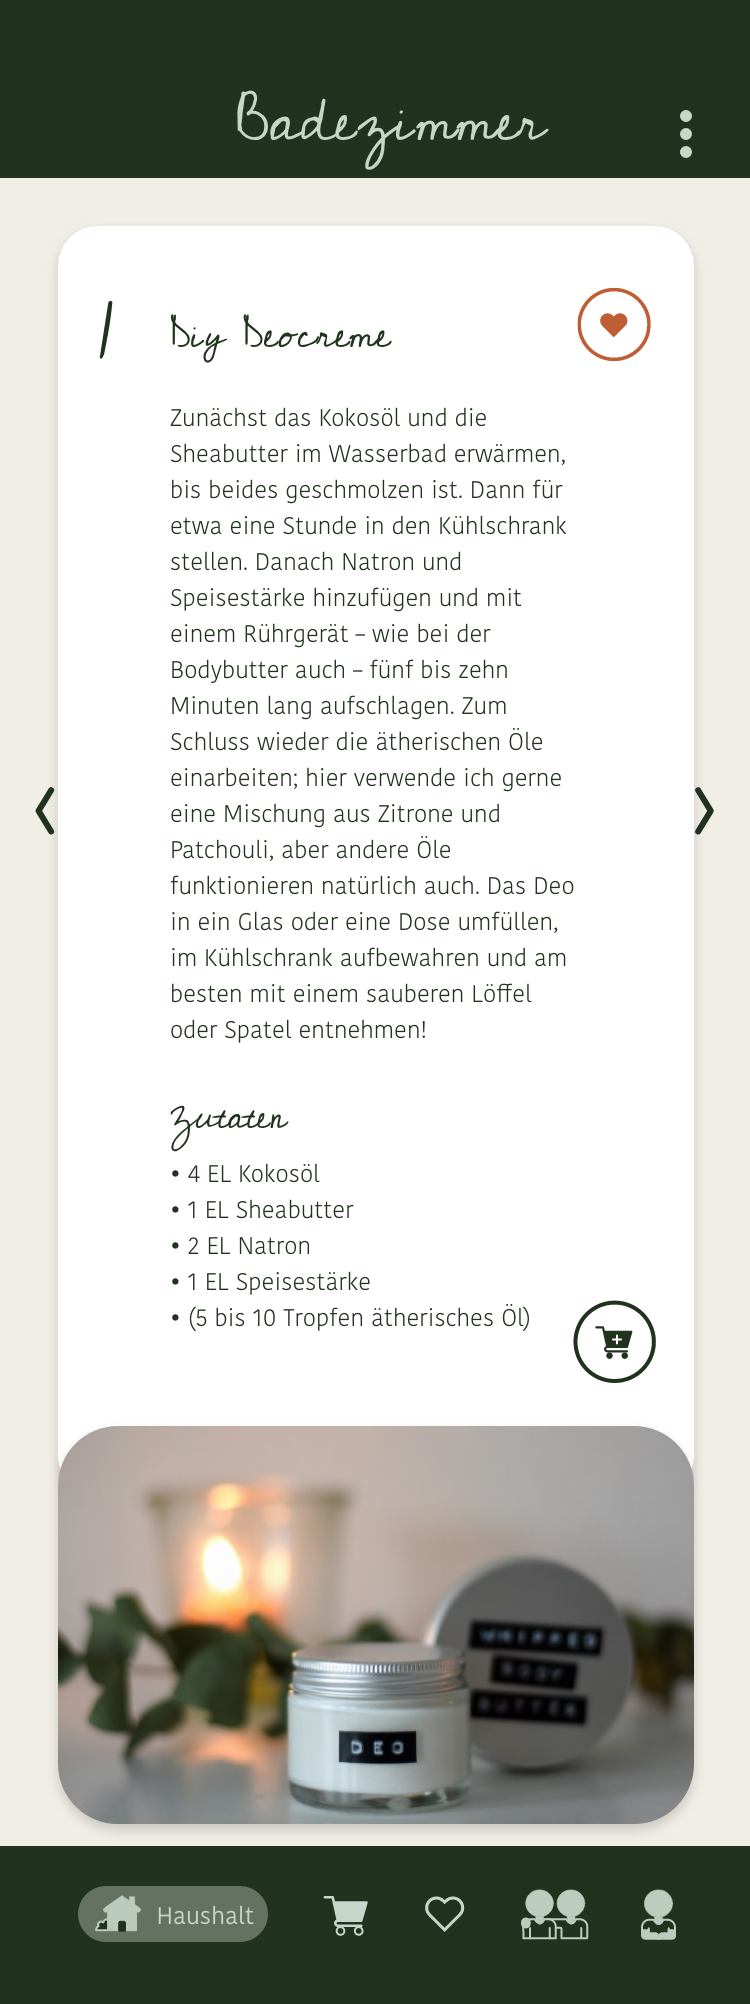 Badezimmer
1
Diy Deocreme
Zunächst das Kokosöl und die
Sheabutter im Wasserbad erwärmen,
bis beides geschmolzen ist. Dann für
etwa eine Stunde in den Kühlschrank
stellen. Danach Natron und
Speisestärke hinzufügen und mit
einem Rührgerät – wie bei der
Bodybutter auch – fünf bis zehn
Minuten lang aufschlagen. Zum
Schluss wieder die ätherischen Öle
einarbeiten; hier verwende ich gerne
eine Mischung aus Zitrone und
Patchouli, aber andere Öle
funktionieren natürlich auch. Das Deo
in ein Glas oder eine Dose umfüllen,
im Kühlschrank aufbewahren und am
besten mit einem sauberen Löffel
oder Spatel entnehmen!
Zutaten
• 4 EL Kokosöl
• 1 EL Sheabutter
• 2 EL Natron
• 1 EL Speisestärke
• (5 bis 10 Tropfen ätherisches Öl)
WHIPPED
BODY
BUTTER
DEO
Haushalt